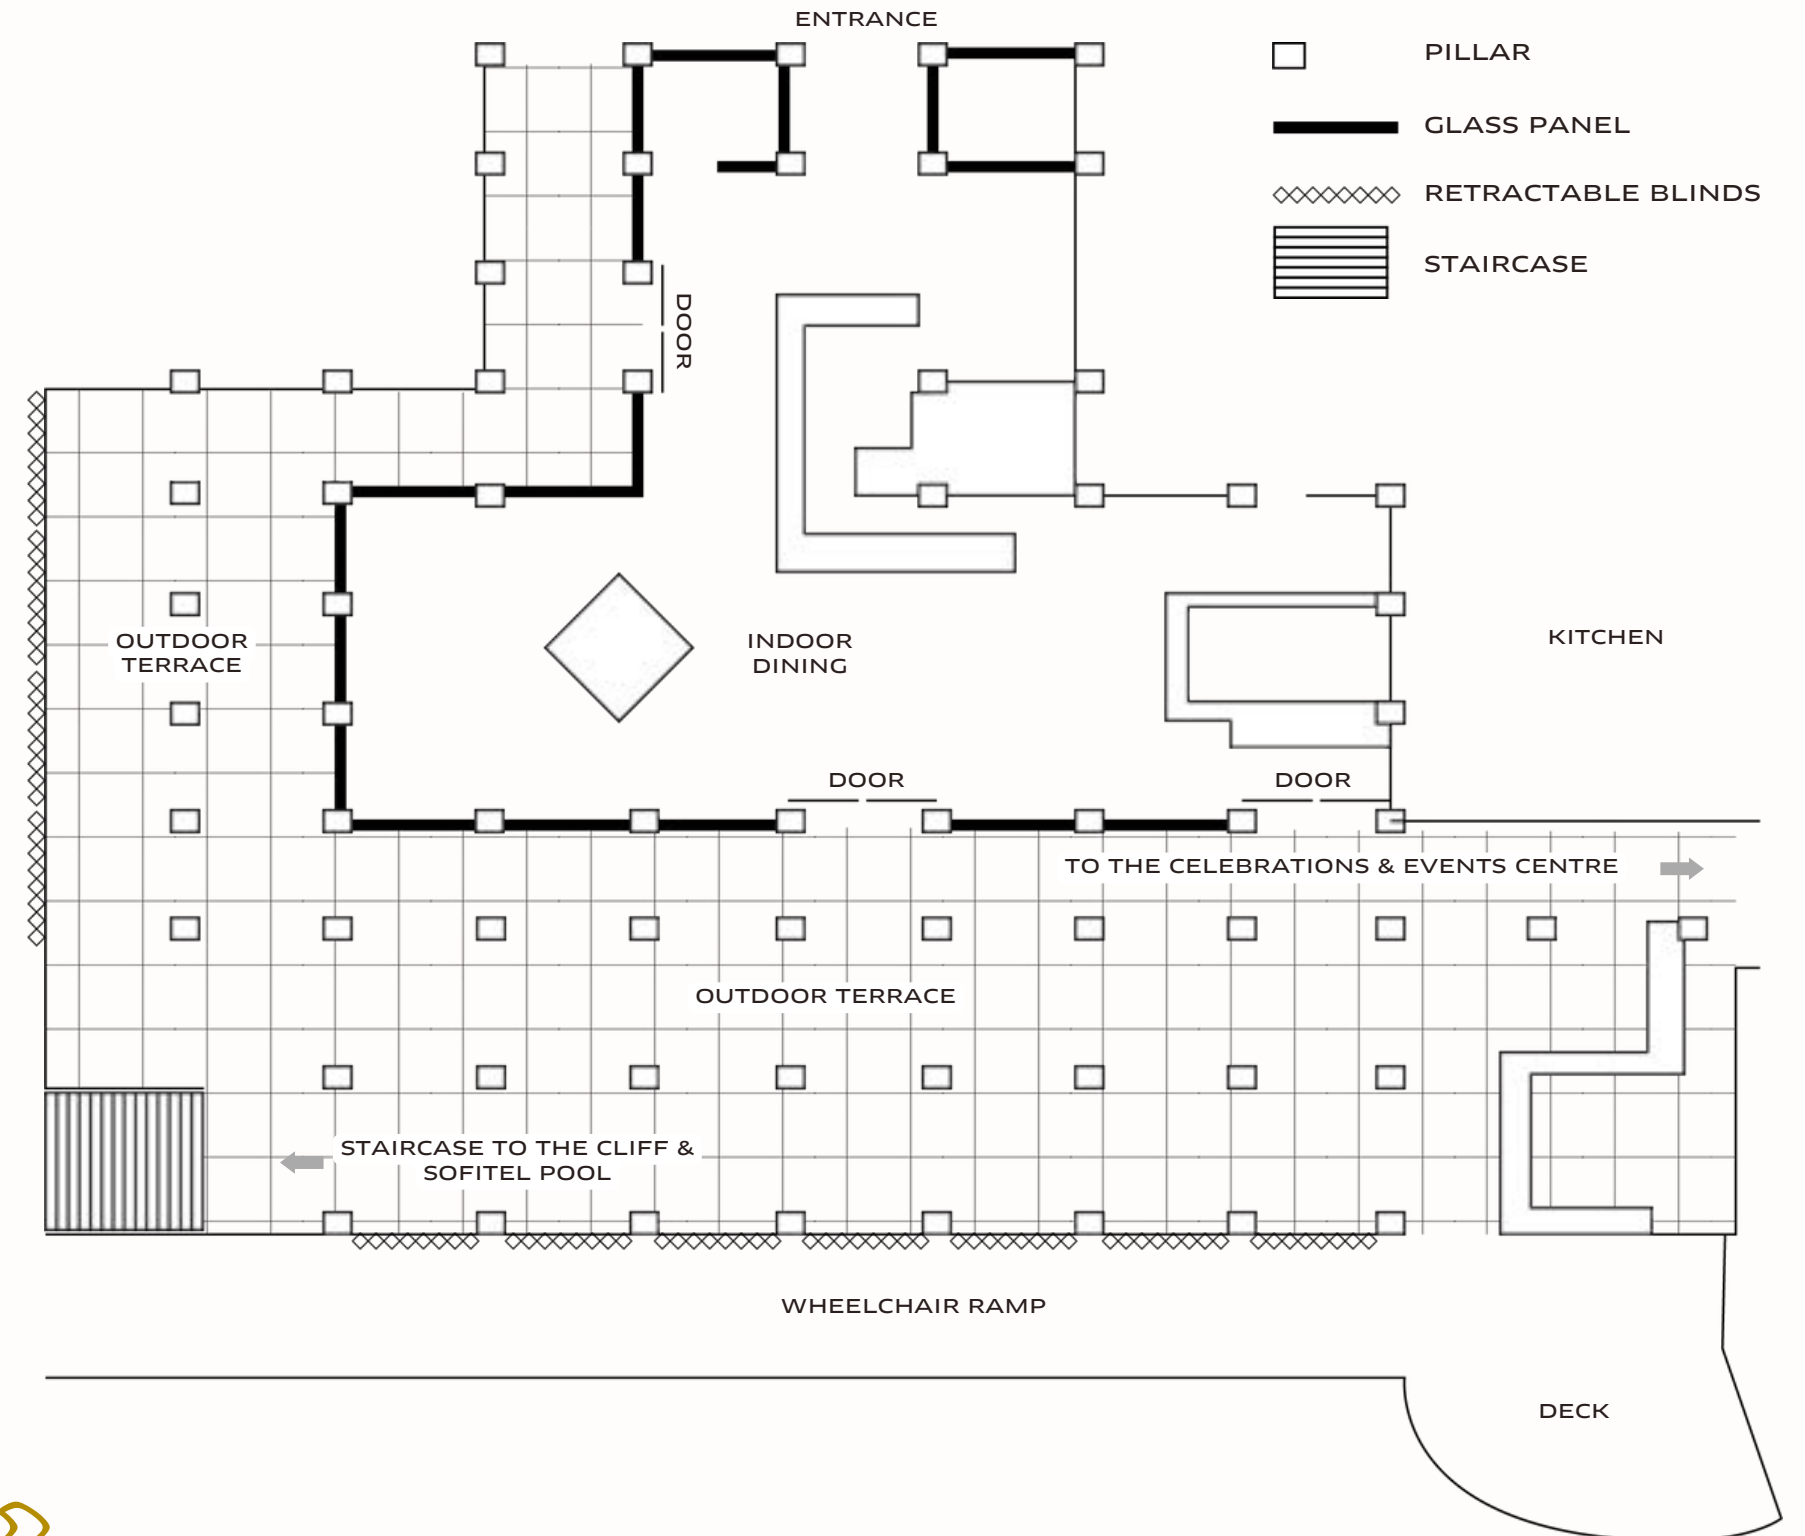 ENTRANCE
PILLAR
GLASS PANEL
RETRACTABLE BLINDS
STAIRCASE
DOOR
OUTDOOR
TERRACE
INDOOR
DINING
KITCHEN
DOOR
DOOR
TO THE CELEBRATIONS & EVENTS CENTRE
OUTDOOR TERRACE
STAIRCASE TO THE CLIFF &
SOFITEL POOL
WHEELCHAIR RAMP
DECK